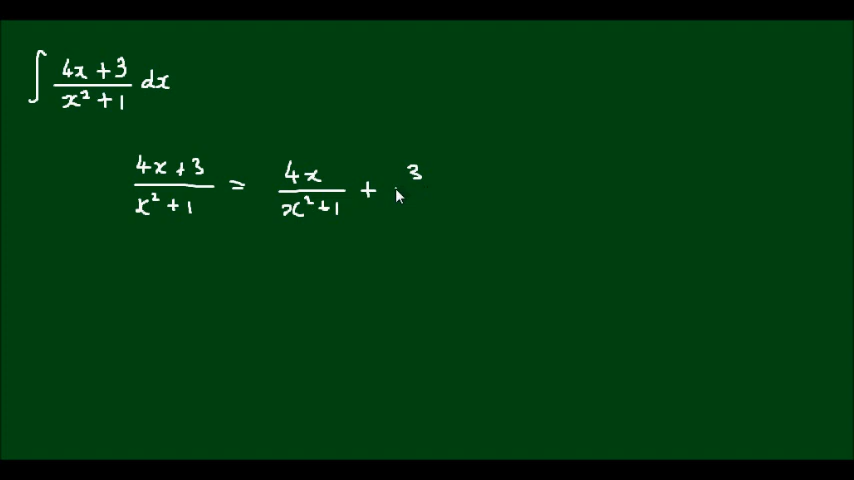 ∫ (4x + 3)/(x² + 1) dx
(4x + 3)/(x² + 1) = 4x/(x² + 1) + 3